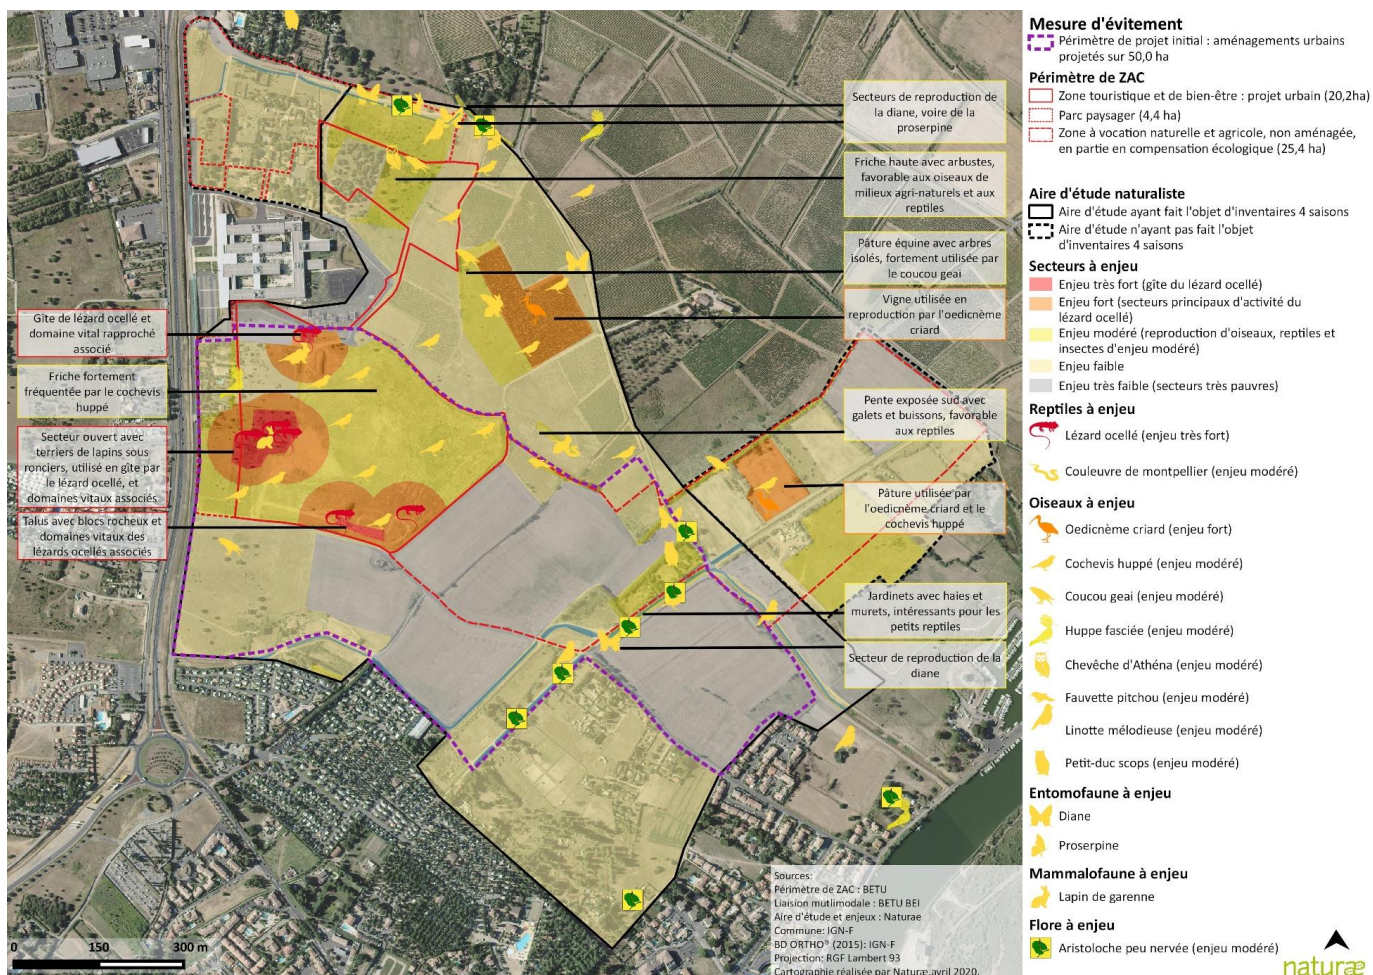 Mesure d'évitement
Périmètre de projet initial : aménagements urbains
projetés sur 50,0 ha
Périmètre de ZAC
Zone touristique et de bien-être : projet urbain (20,2ha)
Parc paysager (4,4 ha)
Zone à vocation naturelle et agricole, non aménagée,
en partie en compensation écologique (25,4 ha)
Aire d'étude naturaliste
Aire d'étude ayant fait l'objet d'inventaires 4 saisons
Aire d'étude n'ayant pas fait l'objet
d'inventaires 4 saisons
Secteurs à enjeu
Enjeu très fort (gîte du lézard ocellé)
Enjeu fort (secteurs principaux d'activité du
lézard ocellé)
Enjeu modéré (reproduction d'oiseaux, reptiles et
insectes d'enjeu modéré)
Enjeu faible
Enjeu très faible (secteurs très pauvres)
Reptiles à enjeu
Lézard ocellé (enjeu très fort)
Couleuvre de montpellier (enjeu modéré)
Oiseaux à enjeu
Oedicnème criard (enjeu fort)
Cochevis huppé (enjeu modéré)
Coucou geai (enjeu modéré)
Huppe fasciée (enjeu modéré)
Chevêche d'Athéna (enjeu modéré)
Fauvette pitchou (enjeu modéré)
Linotte mélodieuse (enjeu modéré)
Petit-duc scops (enjeu modéré)
Entomofaune à enjeu
Diane
Proserpine
Mammalofaune à enjeu
Lapin de garenne
Flore à enjeu
Aristoloche peu nervée (enjeu modéré)
naturæ
Secteurs de reproduction de
la diane, voire de la
proserpine
Friche haute avec arbustes,
favorable aux oiseaux de
milieux agri-naturels et aux
reptiles
Pâture équine avec arbres
isolés, fortement utilisée par
le coucou geai
Vigne utilisée en
reproduction par l'oedicnème
criard
Pente exposée sud avec
galets et buissons, favorable
aux reptiles
Pâture utilisée par
l'oedicnème criard et le
cochevis huppé
Jardinets avec haies et
murets, intéressants pour les
petits reptiles
Secteur de reproduction de la
diane
Gîte de lézard ocellé et
domaine vital rapproché
associé
Friche fortement
fréquentée par le cochevis
huppé
Secteur ouvert avec
terriers de lapins sous
ronciers, utilisé en gîte par
le lézard ocellé, et
domaines vitaux associés
Talus avec blocs rocheux et
domaines vitaux des
lézards ocellés associés
Sources:
Périmètre de ZAC : BETU
Liaison mutlimodale : BETU BEI
Aire d'étude et enjeux : Naturae
Commune: IGN-F
BD ORTHO® (2015): IGN-F
Projection: RGF Lambert 93
Cartographie réalisée par Naturæ,avril 2020.
0 150 300 m